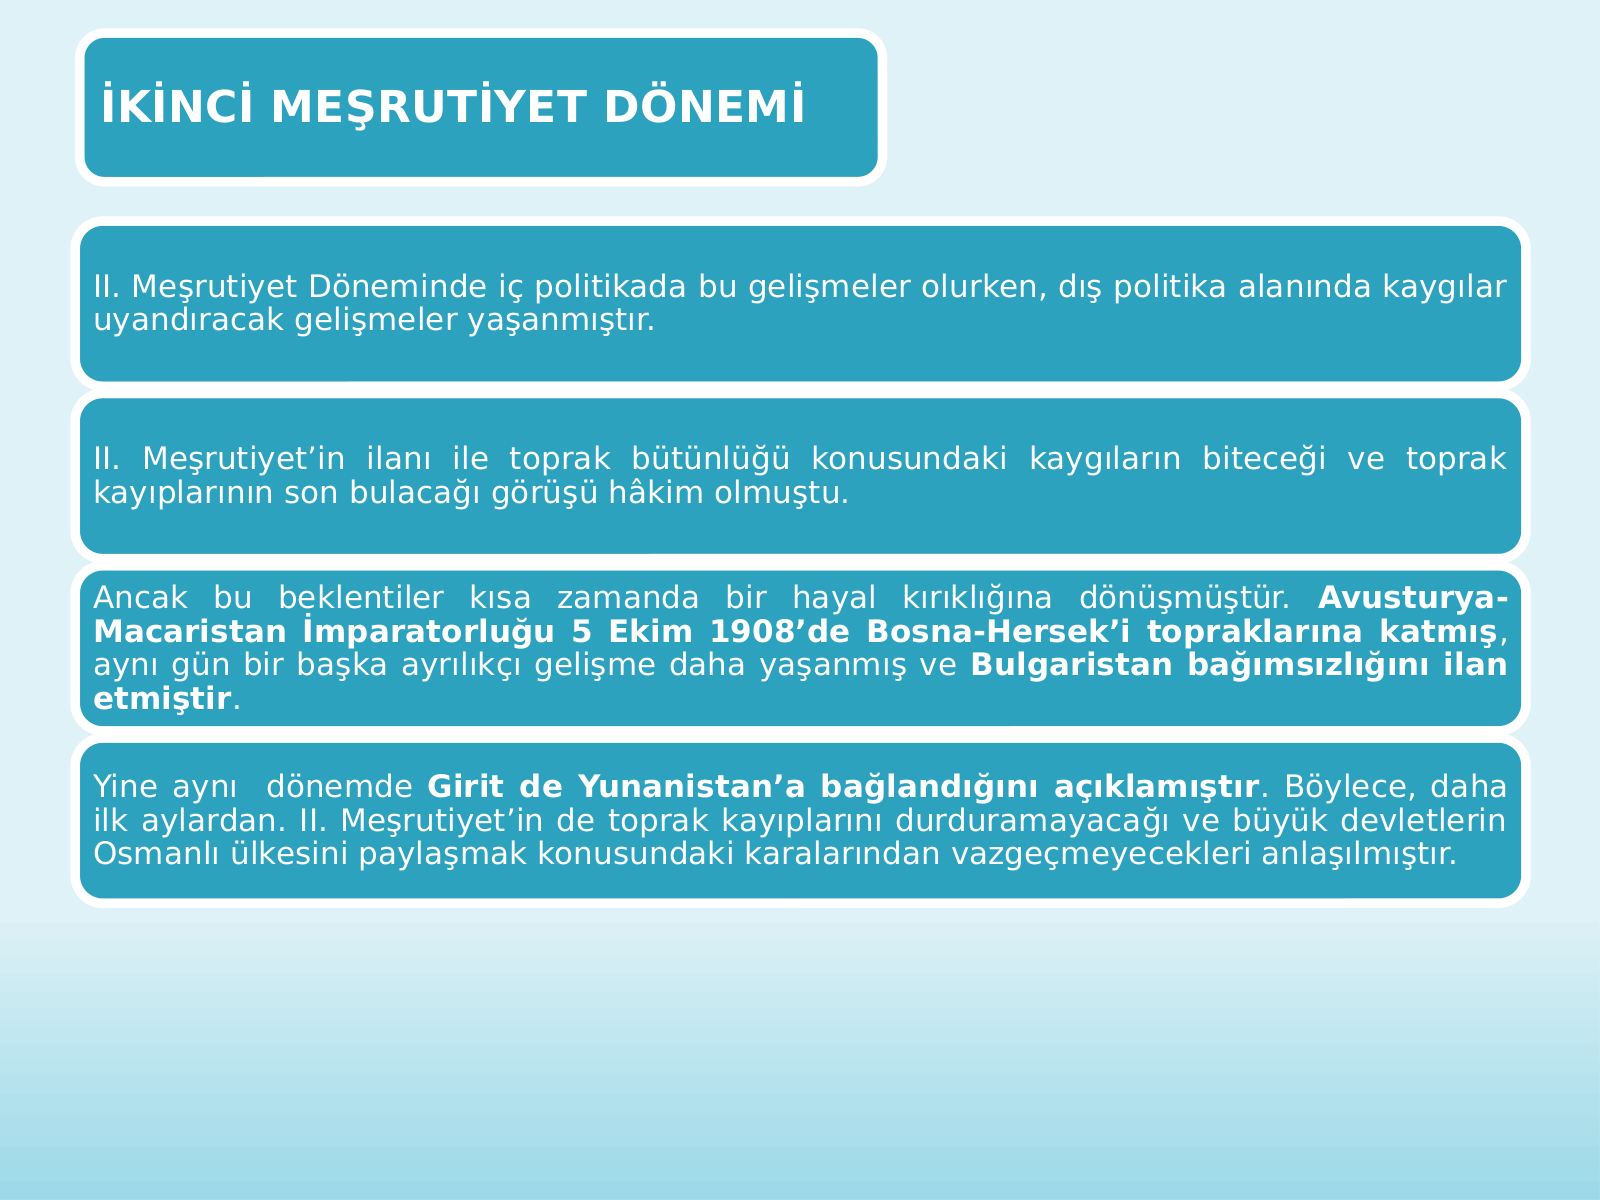 İKİNCİ MEŞRUTİYET DÖNEMİ
II. Meşrutiyet Döneminde iç politikada bu gelişmeler olurken, dış politika alanında kaygılar
uyandıracak gelişmeler yaşanmıştır.
II. Meşrutiyet’in ilanı ile toprak bütünlüğü konusundaki kaygıların biteceği ve toprak
kayıplarının son bulacağı görüşü hâkim olmuştu.
Ancak bu beklentiler kısa zamanda bir hayal kırıklığına dönüşmüştür. Avusturya-
Macaristan İmparatorluğu 5 Ekim 1908’de Bosna-Hersek’i topraklarına katmış,
aynı gün bir başka ayrılıkçı gelişme daha yaşanmış ve Bulgaristan bağımsızlığını ilan
etmiştir.
Yine aynı  dönemde Girit de Yunanistan’a bağlandığını açıklamıştır. Böylece, daha
ilk aylardan. II. Meşrutiyet’in de toprak kayıplarını durduramayacağı ve büyük devletlerin
Osmanlı ülkesini paylaşmak konusundaki karalarından vazgeçmeyecekleri anlaşılmıştır.